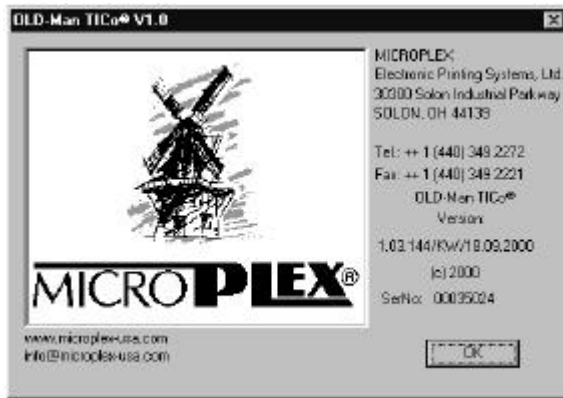 OLD-Man TICo® V1.0
MICROPLEX®
www.microplex-usa.com
info@microplex-usa.com
MICROPLEX
Electronic Printing Systems, Ltd.
30300 Solon Industrial Parkway
SOLON, OH 44139
Tel.: ++ 1 (440) 349 2272
Fax: ++ 1 (440) 349 2221
OLD-Man TICo®
Version:
1.03.144/KW/18.09.2000
(c) 2000
SerNo: 00035024
OK